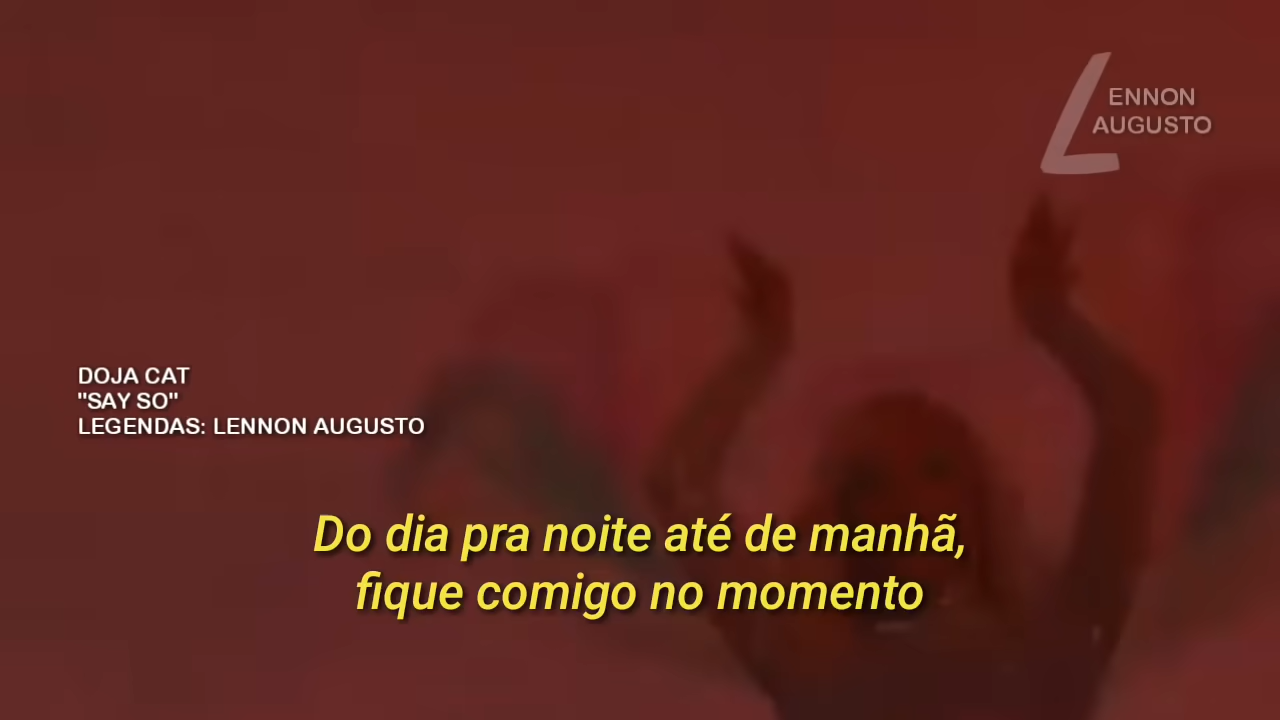 LENNON
AUGUSTO
DOJA CAT
"SAY SO"
LEGENDAS: LENNON AUGUSTO
Do dia pra noite até de manhã,
fique comigo no momento